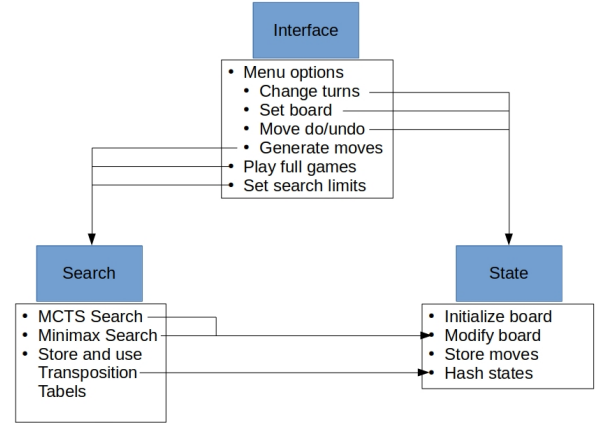 Interface
• Menu options
• Change turns
• Set board
• Move do/undo
• Generate moves
• Play full games
• Set search limits
Search
• MCTS Search
• Minimax Search
• Store and use
Transposition
Tabels
State
• Initialize board
• Modify board
• Store moves
• Hash states